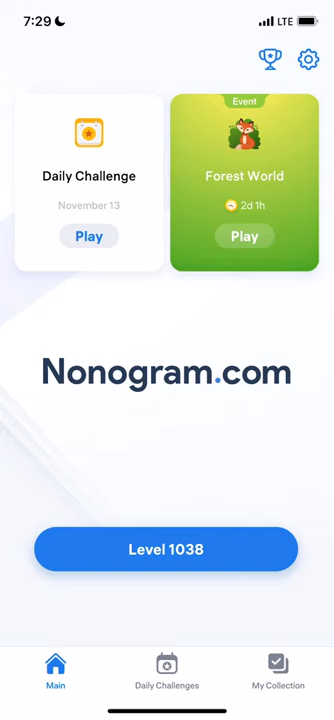 7:29
LTE
Daily Challenge
November 13
Play
Event
Forest World
2d 1h
Play
Nonogram.com
Level 1038
Main
Daily Challenges
My Collection